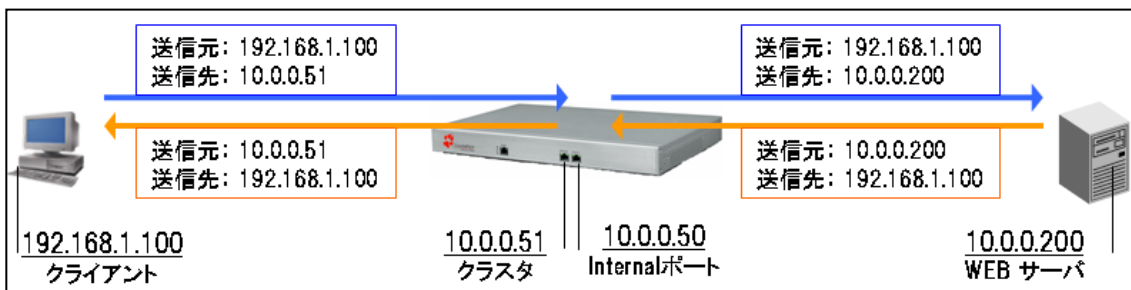 送信元: 192.168.1.100
送信先: 10.0.0.51
送信元: 192.168.1.100
送信先: 10.0.0.200
送信元: 10.0.0.51
送信先: 192.168.1.100
送信元: 10.0.0.200
送信先: 192.168.1.100
192.168.1.100
クライアント
10.0.0.51
クラスタ
10.0.0.50
Internalポート
10.0.0.200
WEB サーバ